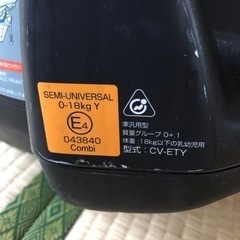 SEMI-UNIVERSAL
0-18kg Y
E4
043840
Combi
準汎用型
質量グループ 0+.1
体重:18kg以下の乳幼児用
型式:CV-ETY